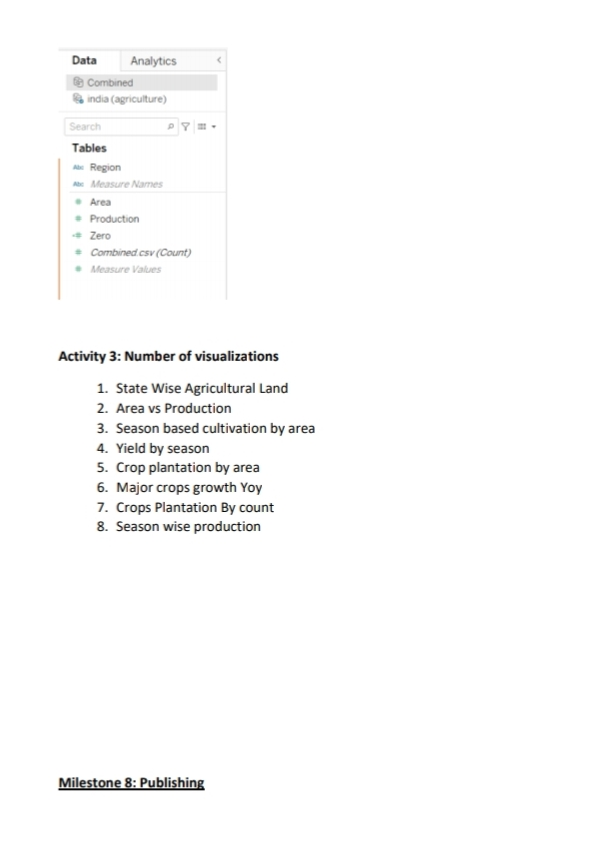 Data Analytics <
Combined
india (agriculture)
Search
Tables
Abc Region
Abc Measure Names
# Area
# Production
=# Zero
# Combined.csv (Count)
# Measure Values
Activity 3: Number of visualizations
1. State Wise Agricultural Land
2. Area vs Production
3. Season based cultivation by area
4. Yield by season
5. Crop plantation by area
6. Major crops growth Yoy
7. Crops Plantation By count
8. Season wise production
Milestone 8: Publishing